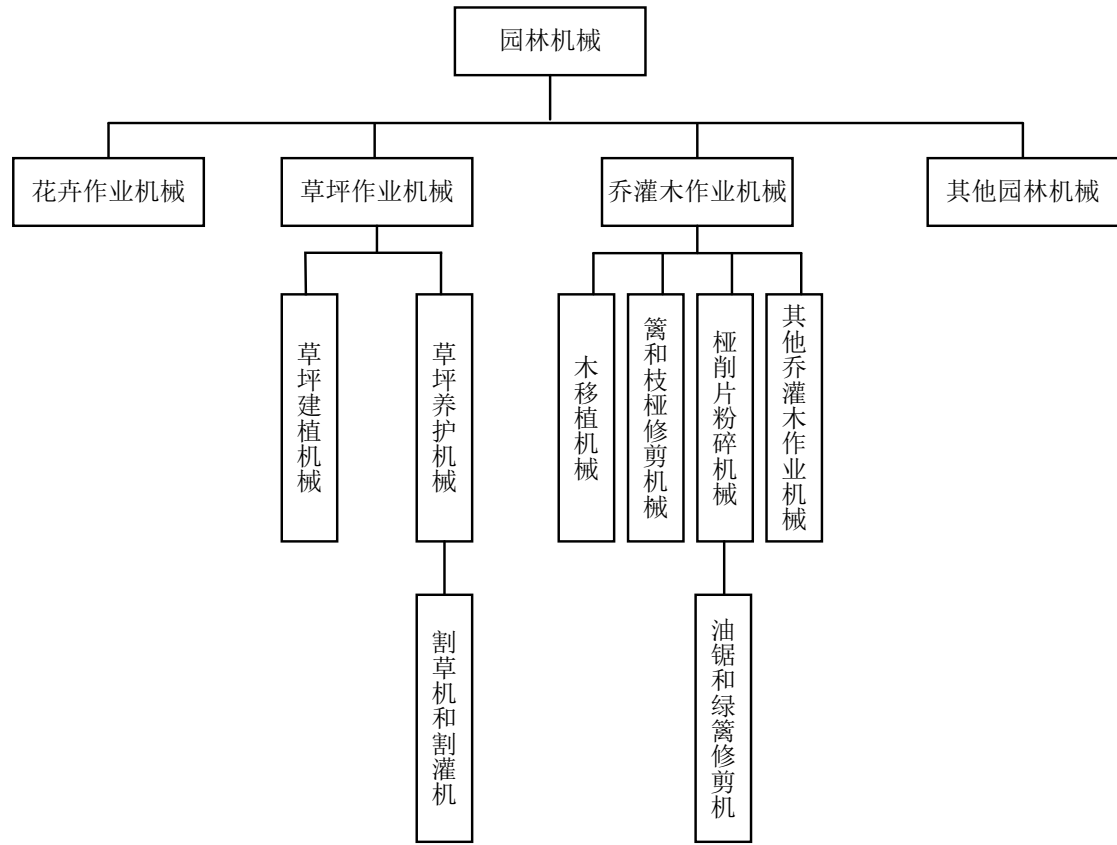 园林机械
花卉作业机械
草坪作业机械
乔灌木作业机械
其他园林机械
草坪建植机械
草坪养护机械
木移植机械
篱和枝桠修剪机械
桠削片粉碎机械
其他乔灌木作业机械
割草机和割灌机
油锯和绿篱修剪机